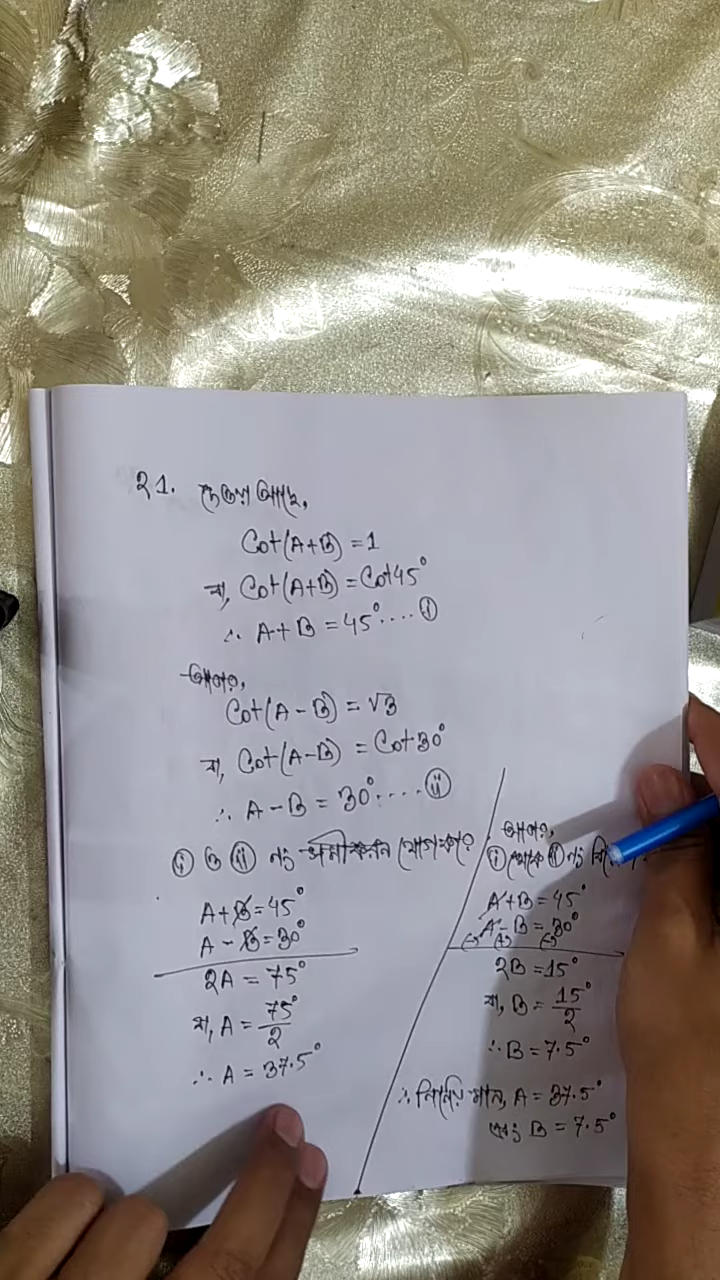 ২1. দেওয়া আছে,
Cot(A+B) = 1
বা, Cot(A+B) = Cot45°
∴ A+B = 45°....(i)
আবার,
Cot(A-B) = √3
বা, Cot(A-B) = Cot30°
∴ A-B = 30°....(ii)
(i) ও (ii) নং সমীকরন যোগ করে
A+B = 45°
A-B = 30°
2A = 75°
বা, A = 75°/2
∴ A = 37.5°
আবার,
(i) থেকে (ii) নং
A+B = 45°
A-B = 30°
(-) (+) (-)
2B = 15°
বা, B = 15°/2
∴ B = 7.5°
∴ নির্নেয় মান, A = 37.5°
এবং B = 7.5°